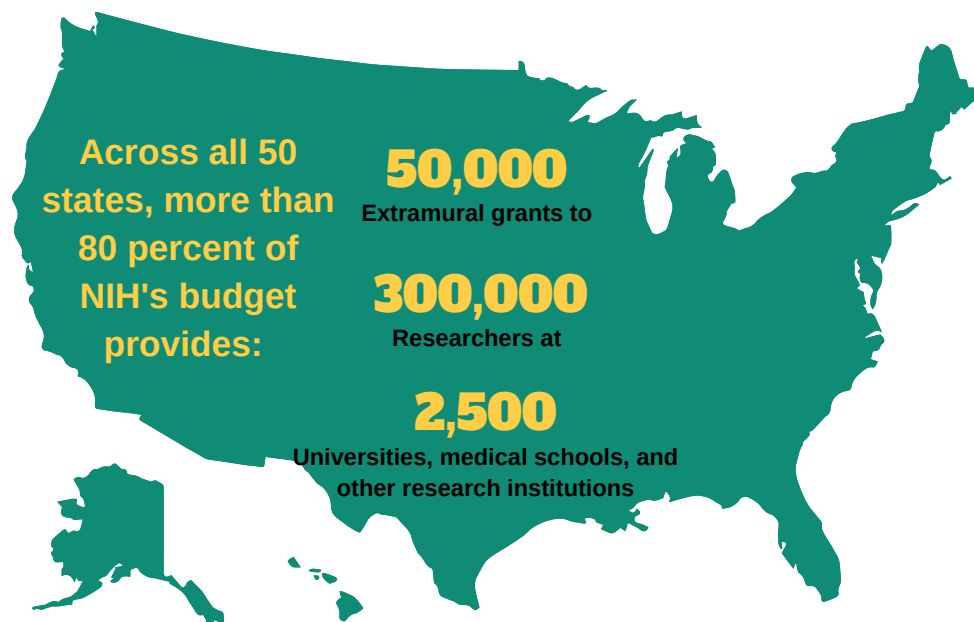 Across all 50
states, more than
80 percent of
NIH's budget
provides:
50,000
Extramural grants to
300,000
Researchers at
2,500
Universities, medical schools, and
other research institutions